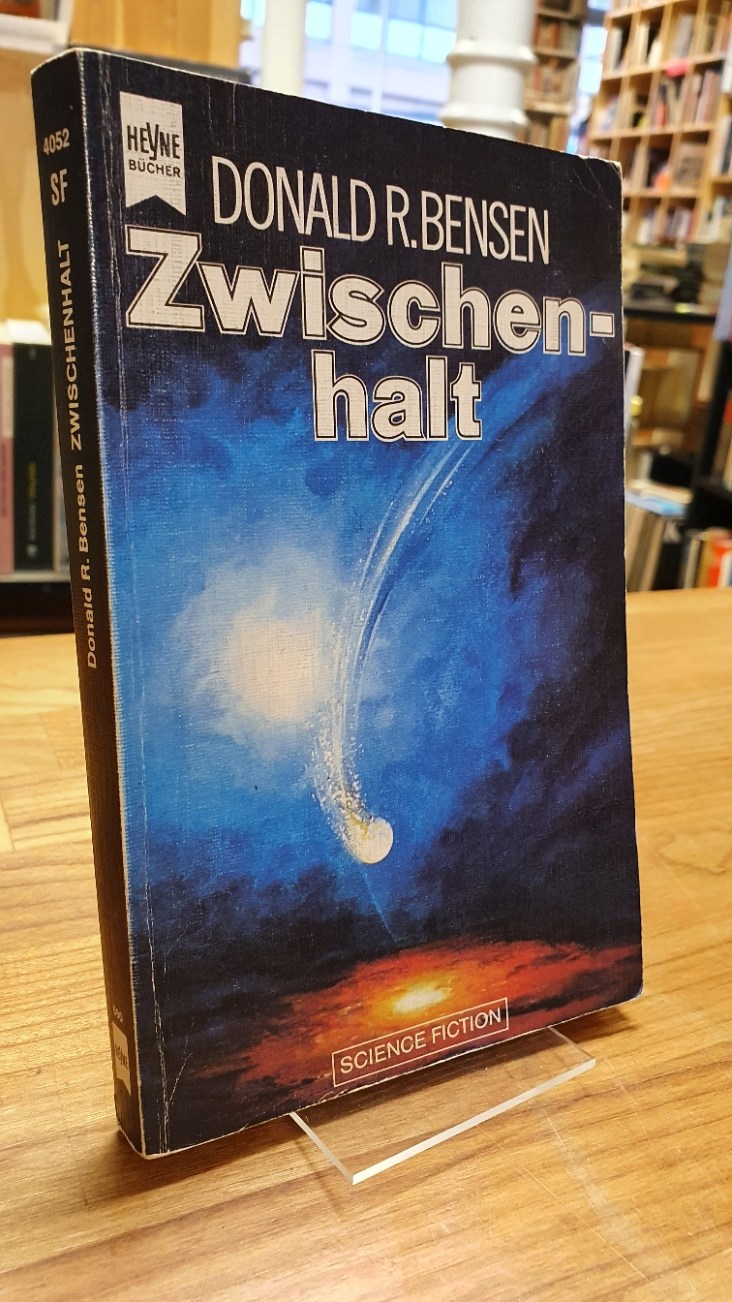 HEYNE
BÜCHER
DONALD R. BENSEN
Zwischen-
halt
SCIENCE FICTION
4052
SF
Donald R. Bensen ZWISCHENHALT